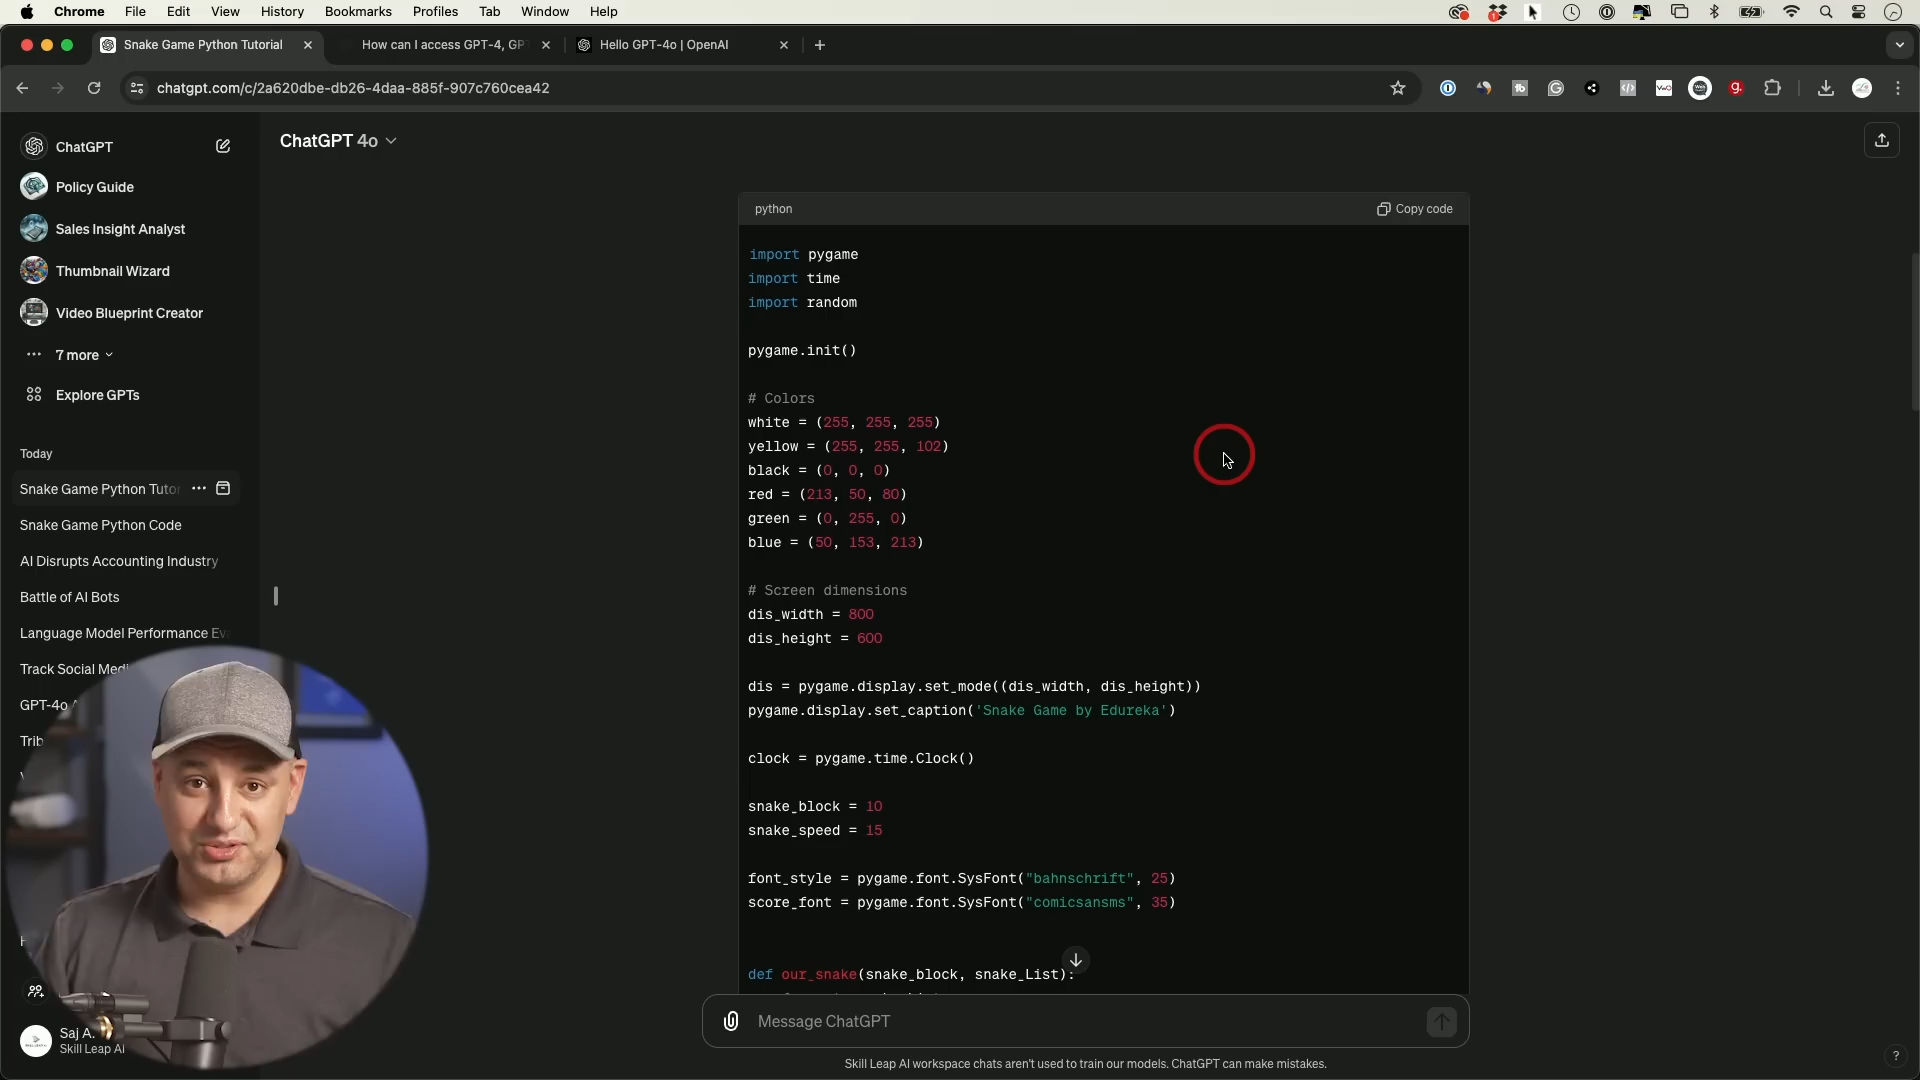 Chrome File Edit View History Bookmarks Profiles Tab Window Help
Snake Game Python Tutorial
How can I access GPT-4, GP
Hello GPT-4o | OpenAI
chatgpt.com/c/2a620dbe-db26-4daa-885f-907c760cea42
ChatGPT
Policy Guide
Sales Insight Analyst
Thumbnail Wizard
Video Blueprint Creator
7 more
Explore GPTs
Today
Snake Game Python Tutor
Snake Game Python Code
AI Disrupts Accounting Industry
Battle of AI Bots
Language Model Performance Ev
Track Social Medi
GPT-4o
Trib
Saj A.
Skill Leap AI
ChatGPT 4o
python
Copy code
import pygame
import time
import random
pygame.init()
# Colors
white = (255, 255, 255)
yellow = (255, 255, 102)
black = (0, 0, 0)
red = (213, 50, 80)
green = (0, 255, 0)
blue = (50, 153, 213)
# Screen dimensions
dis_width = 800
dis_height = 600
dis = pygame.display.set_mode((dis_width, dis_height))
pygame.display.set_caption('Snake Game by Edureka')
clock = pygame.time.Clock()
snake_block = 10
snake_speed = 15
font_style = pygame.font.SysFont("bahnschrift", 25)
score_font = pygame.font.SysFont("comicsansms", 35)
def our_snake(snake_block, snake_List):
Message ChatGPT
Skill Leap AI workspace chats aren't used to train our models. ChatGPT can make mistakes.
?